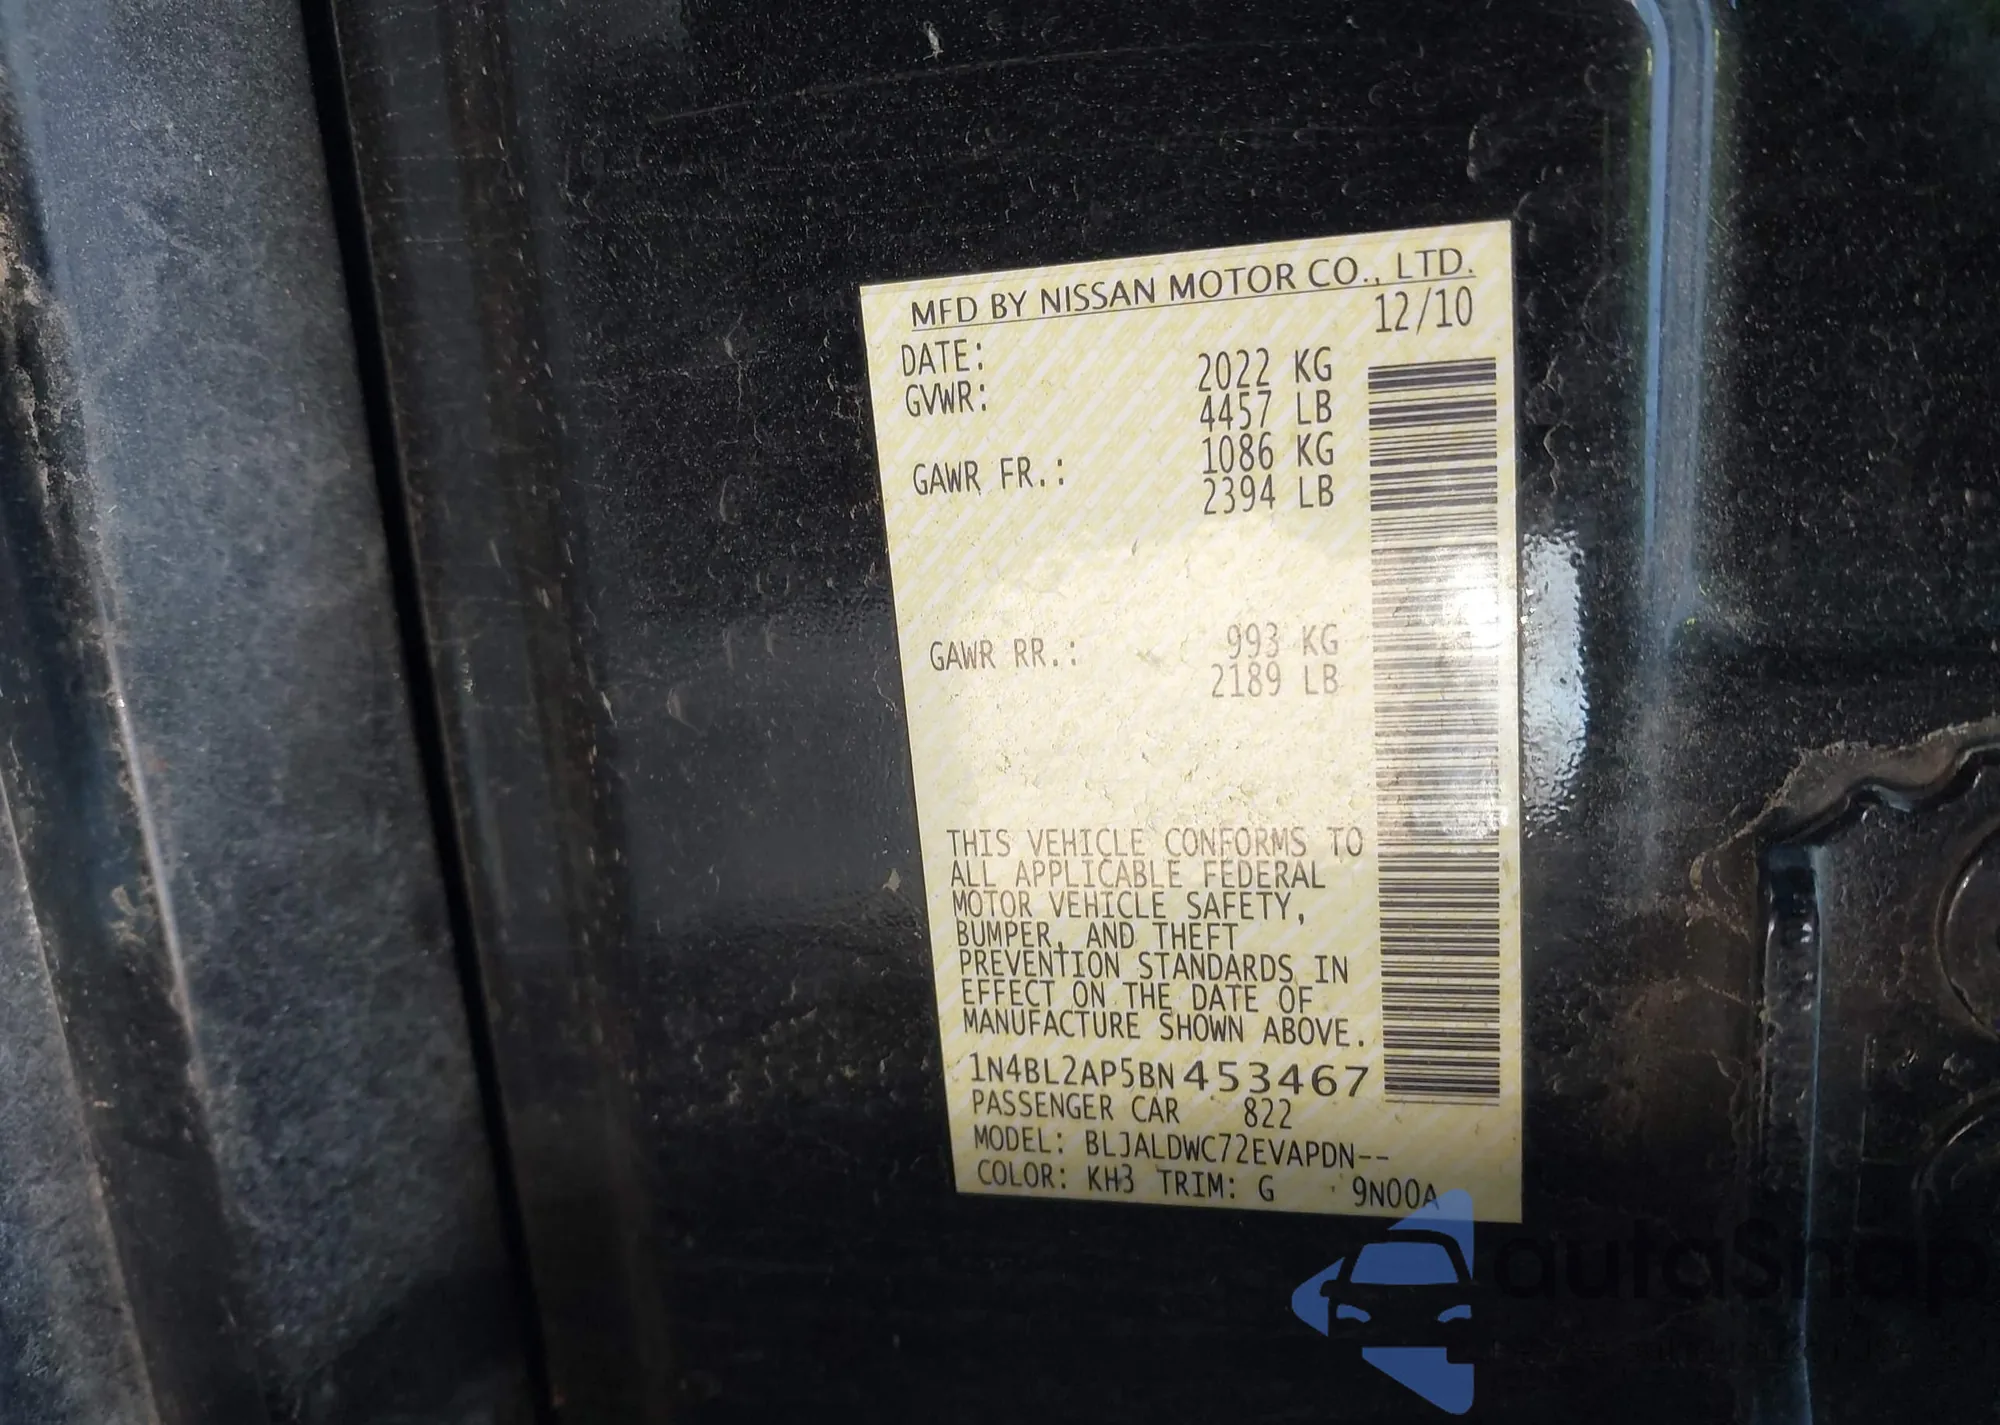 MFD BY NISSAN MOTOR CO., LTD.
DATE: 12/10
GVWR: 2022 KG
4457 LB
GAWR FR.: 1086 KG
2394 LB
GAWR RR.: 993 KG
2189 LB
THIS VEHICLE CONFORMS TO
ALL APPLICABLE FEDERAL
MOTOR VEHICLE SAFETY,
BUMPER, AND THEFT
PREVENTION STANDARDS IN
EFFECT ON THE DATE OF
MANUFACTURE SHOWN ABOVE.
1N4BL2AP5BN453467
PASSENGER CAR 822
MODEL: BLJALDWC72EVAPDN--
COLOR: KH3 TRIM: G 9N00A
autosnap